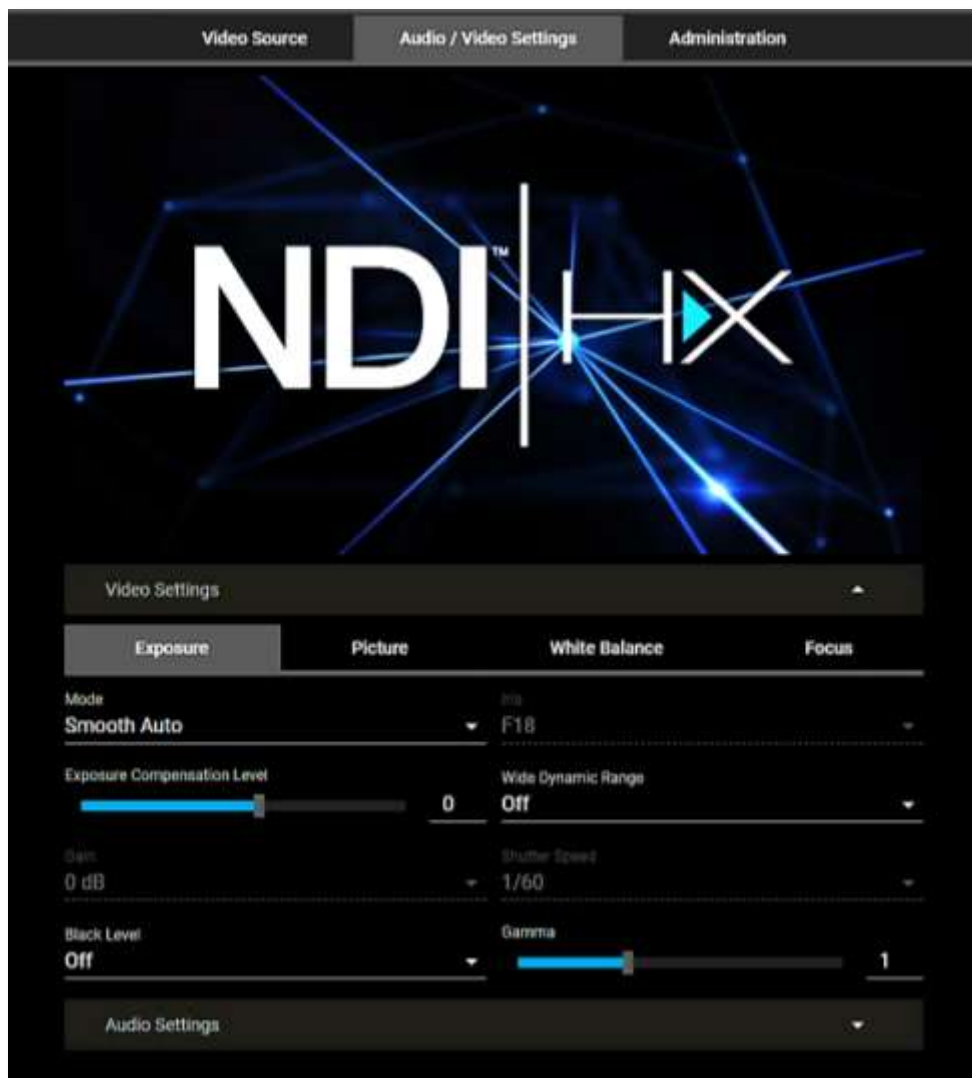 Video Source Audio / Video Settings Administration
NDI™ HX
Video Settings
Exposure Picture White Balance Focus
Mode Iris
Smooth Auto F18
Exposure Compensation Level Wide Dynamic Range
0 Off
Gain Shutter Speed
0 dB 1/60
Black Level Gamma
Off 1
Audio Settings